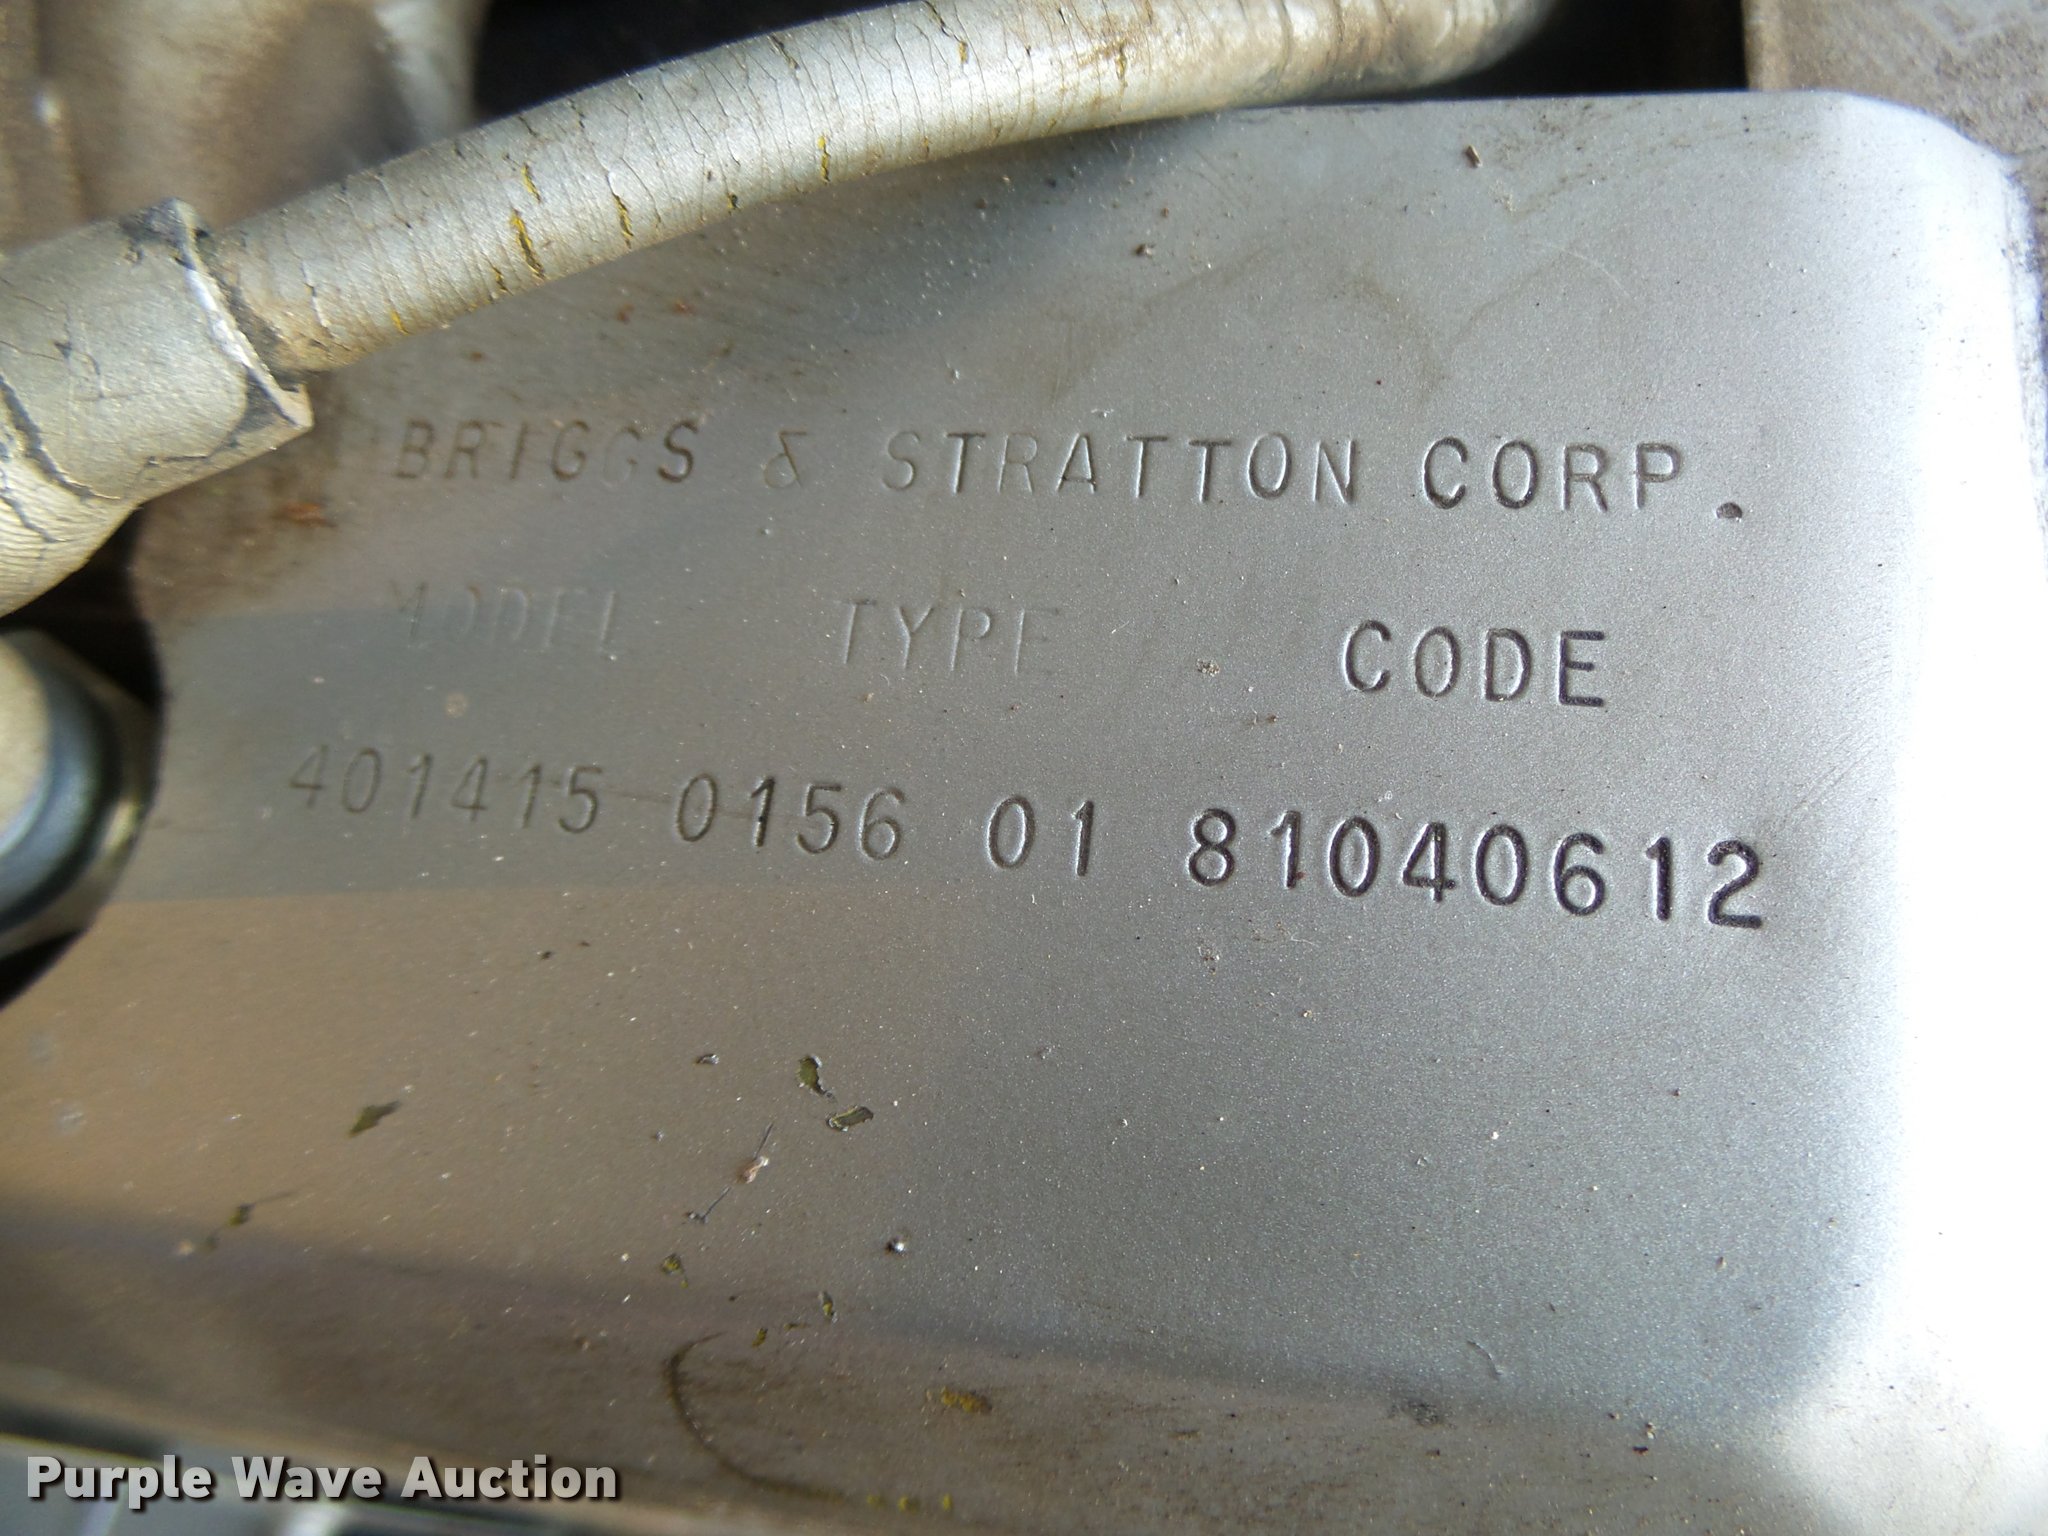 BRIGGS & STRATTON CORP.
MODEL TYPE CODE
401415 0156 01 81040612
Purple Wave Auction